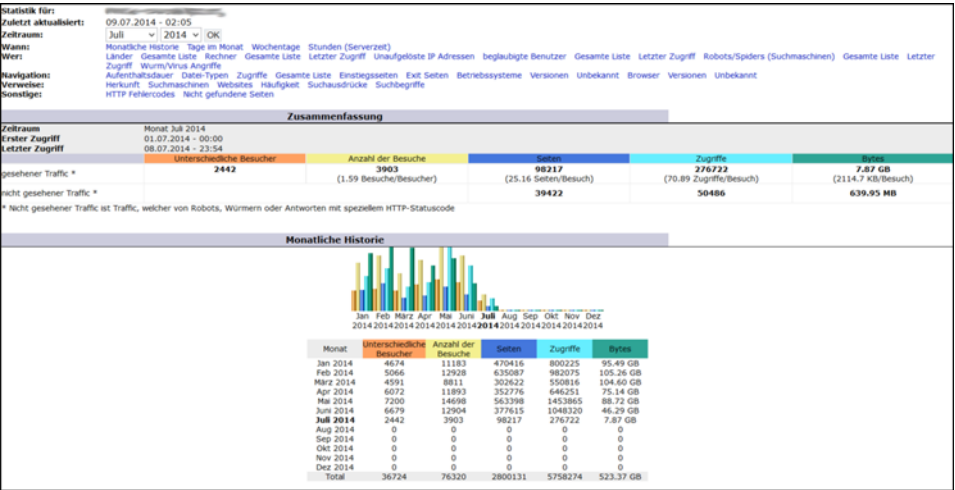 Statistik für:
Zuletzt aktualisiert: 09.07.2014 - 02:05
Zeitraum: Juli 2014 OK
Wann: Monatliche Historie Tage im Monat Wochentage Stunden (Serverzeit)
Wer: Länder Gesamte Liste Rechner Gesamte Liste Letzter Zugriff Unaufgelöste IP Adressen beglaubigte Benutzer Gesamte Liste Letzter Zugriff Robots/Spiders (Suchmaschinen) Gesamte Liste Letzter
Zugriff Wurm/Virus Angriffe
Navigation: Aufenthaltsdauer Datei-Typen Zugriffe Gesamte Liste Einstiegsseiten Exit Seiten Betriebssysteme Versionen Unbekannt Browser Versionen Unbekannt
Verweise: Herkunft Suchmaschinen Websites Häufigkeit Suchausdrücke Suchbegriffe
Sonstige: HTTP Fehlercodes Nicht gefundene Seiten
Zusammenfassung
Zeitraum Monat Juli 2014
Erster Zugriff 01.07.2014 - 00:00
Letzter Zugriff 08.07.2014 - 23:54
Unterschiedliche Besucher Anzahl der Besuche Seiten Zugriffe Bytes
gesehener Traffic * 2442 3903 98217 276722 7.87 GB
(1.59 Besuche/Besucher) (25.16 Seiten/Besuch) (70.89 Zugriffe/Besuch) (2114.7 KB/Besuch)
nicht gesehener Traffic * 39422 50486 639.95 MB
* Nicht gesehener Traffic ist Traffic, welcher von Robots, Würmern oder Antworten mit speziellem HTTP-Statuscode
Monatliche Historie
Jan Feb März Apr Mai Juni Juli Aug Sep Okt Nov Dez
2014 2014 2014 2014 2014 2014 2014 2014 2014 2014 2014 2014
Monat Unterschiedliche Besucher Anzahl der Besuche Seiten Zugriffe Bytes
Jan 2014 4674 11183 470416 800225 95.49 GB
Feb 2014 5066 12928 635087 982075 105.26 GB
März 2014 4591 8811 302622 550816 104.60 GB
Apr 2014 6072 11893 352776 646251 75.14 GB
Mai 2014 7200 14698 563398 1453865 88.72 GB
Juni 2014 6679 12904 377615 1048320 46.29 GB
Juli 2014 2442 3903 98217 276722 7.87 GB
Aug 2014 0 0 0 0 0
Sep 2014 0 0 0 0 0
Okt 2014 0 0 0 0 0
Nov 2014 0 0 0 0 0
Dez 2014 0 0 0 0 0
Total 36724 76320 2800131 5758274 523.37 GB